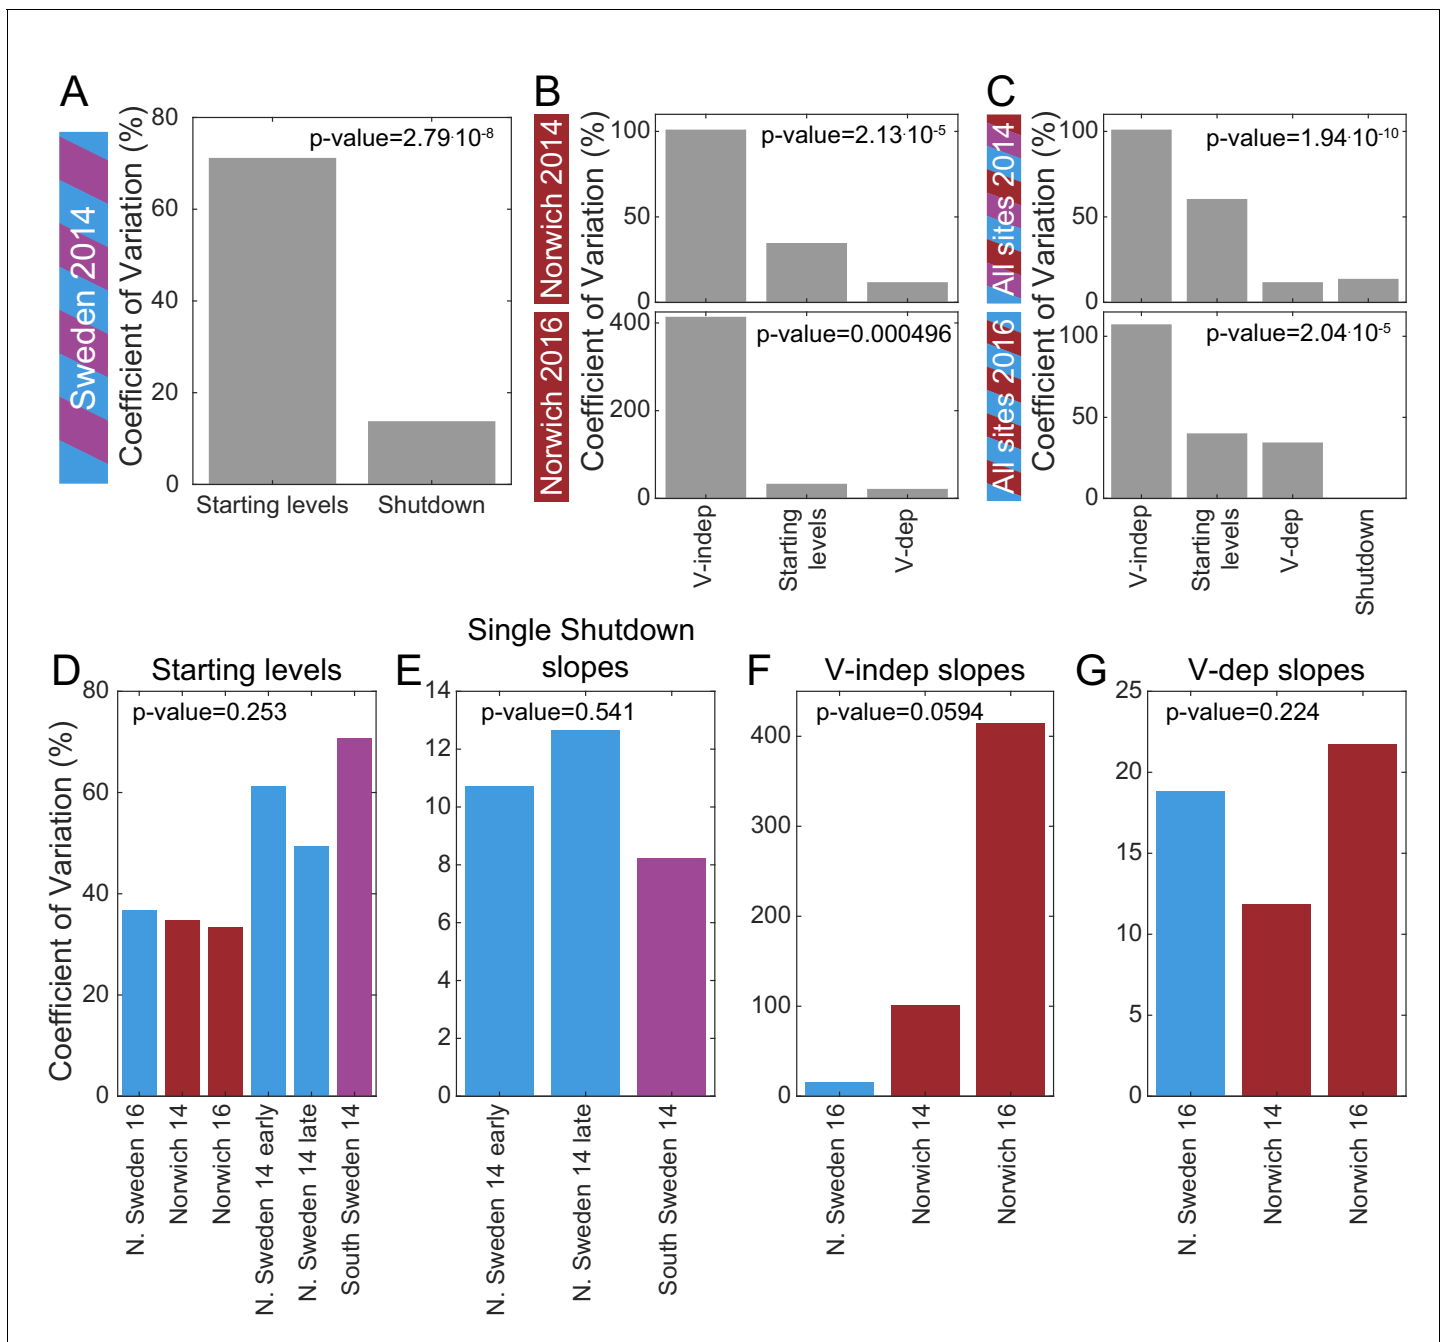 A
Sweden 2014
Coefficient of Variation (%)
80
60
40
20
0
p-value=2.79·10-8
Starting levels
Shutdown
B
Norwich 2014
Norwich 2016
Coefficient of Variation (%)
100
50
0
p-value=2.13·10-5
400
200
0
p-value=0.000496
V-indep
Starting
levels
V-dep
C
All sites 2014
All sites 2016
Coefficient of Variation (%)
100
50
0
p-value=1.94·10-10
100
50
0
p-value=2.04·10-5
V-indep
Starting
levels
V-dep
Shutdown
D
Starting levels
Coefficient of Variation (%)
80
60
40
20
0
p-value=0.253
N. Sweden 16
Norwich 14
Norwich 16
N. Sweden 14 early
N. Sweden 14 late
South Sweden 14
E
Single Shutdown
slopes
14
12
10
8
6
4
2
0
p-value=0.541
N. Sweden 14 early
N. Sweden 14 late
South Sweden 14
F
V-indep slopes
400
300
200
100
0
p-value=0.0594
N. Sweden 16
Norwich 14
Norwich 16
G
V-dep slopes
25
20
15
10
5
0
p-value=0.224
N. Sweden 16
Norwich 14
Norwich 16